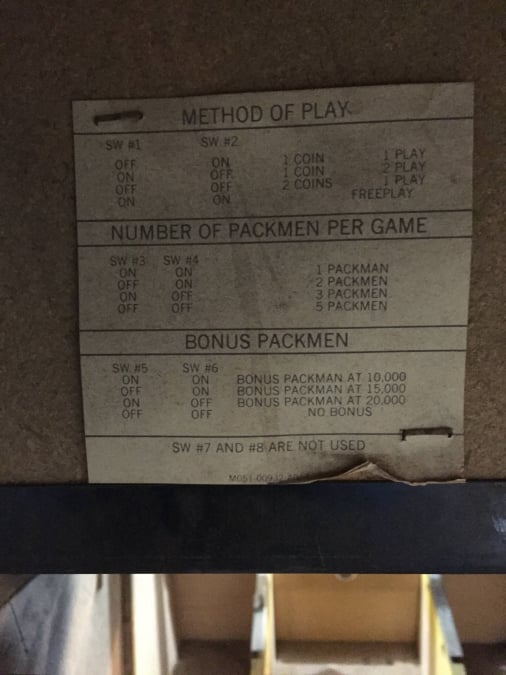 METHOD OF PLAY
SW #1 SW #2
OFF ON 1 COIN 1 PLAY
ON OFF 1 COIN 2 PLAY
OFF OFF 2 COINS 1 PLAY
ON ON FREEPLAY
NUMBER OF PACKMEN PER GAME
SW #3 SW #4
ON ON 1 PACKMAN
OFF ON 2 PACKMEN
ON OFF 3 PACKMEN
OFF OFF 5 PACKMEN
BONUS PACKMEN
SW #5 SW #6
ON ON BONUS PACKMAN AT 10,000
OFF ON BONUS PACKMAN AT 15,000
ON OFF BONUS PACKMAN AT 20,000
OFF OFF NO BONUS
SW #7 AND #8 ARE NOT USED